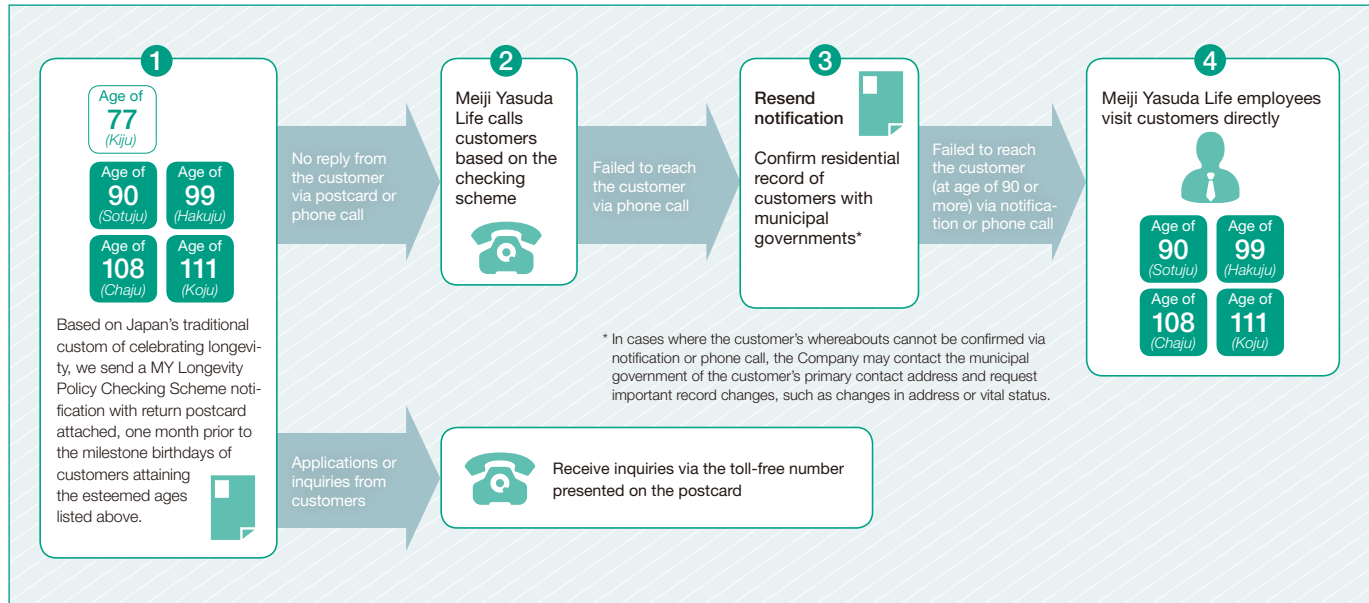 1
Age of
77
(Kiju)
Age of
90
(Sotuju)
Age of
99
(Hakuju)
Age of
108
(Chaju)
Age of
111
(Koju)
Based on Japan's traditional
custom of celebrating longevi-
ty, we send a MY Longevity
Policy Checking Scheme noti-
fication with return postcard
attached, one month prior to
the milestone birthdays of
customers attaining
the esteemed ages
listed above.
No reply from
the customer
via postcard or
phone call
2
Meiji Yasuda
Life calls
customers
based on the
checking
scheme
Failed to reach
the customer
via phone call
3
Resend
notification
Confirm residential
record of
customers with
municipal
governments*
Failed to reach
the customer
(at age of 90 or
more) via notifica-
tion or phone call
4
Meiji Yasuda Life employees
visit customers directly
Age of
90
(Sotuju)
Age of
99
(Hakuju)
Age of
108
(Chaju)
Age of
111
(Koju)
* In cases where the customer's whereabouts cannot be confirmed via
notification or phone call, the Company may contact the municipal
government of the customer's primary contact address and request
important record changes, such as changes in address or vital status.
Applications or
inquiries from
customers
Receive inquiries via the toll-free number
presented on the postcard